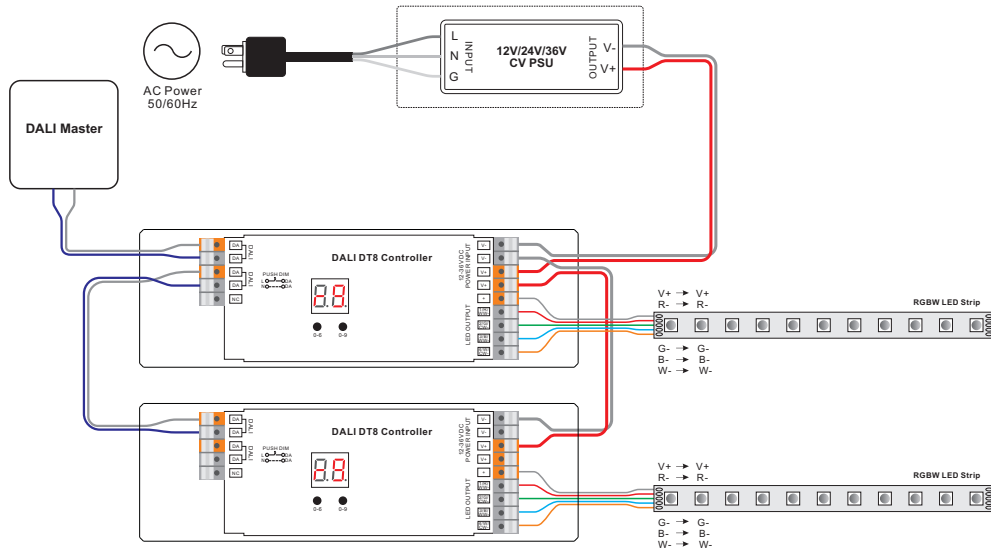 AC Power
50/60Hz
L
N
G
INPUT
12V/24V/36V
CV PSU
OUTPUT
V-
V+
DALI Master
DALI DT8 Controller
DA
DA
DA
DA
NC
DALI
DALI
PUSH DIM
L DA
N DA
0-6
0-9
12-36VDC
POWER INPUT
LED OUTPUT
V-
V-
V+
V+
+
V+ → V+
R- → R-
RGBW LED Strip
G- → G-
B- → B-
W- → W-
DALI DT8 Controller
DA
DA
DA
DA
NC
DALI
DALI
PUSH DIM
L DA
N DA
0-6
0-9
12-36VDC
POWER INPUT
LED OUTPUT
V-
V-
V+
V+
+
V+ → V+
R- → R-
RGBW LED Strip
G- → G-
B- → B-
W- → W-